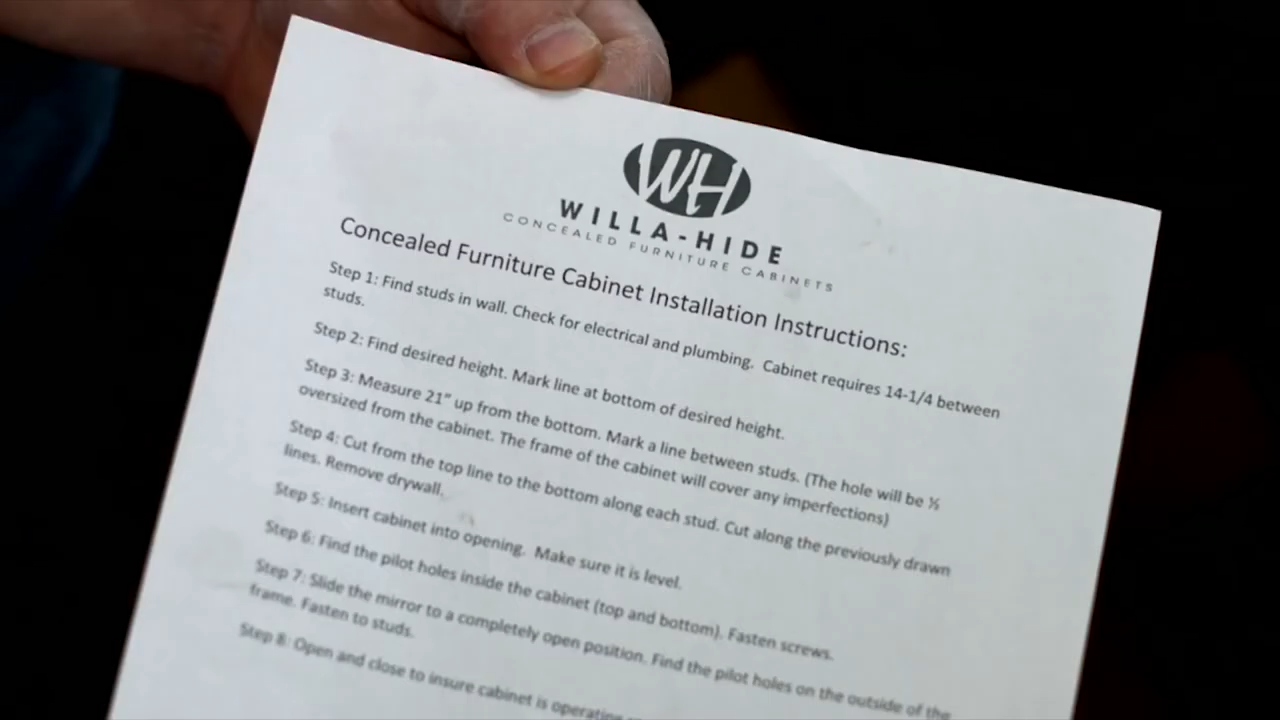 WH
WILLA-HIDE
CONCEALED FURNITURE CABINETS
Concealed Furniture Cabinet Installation Instructions:
Step 1: Find studs in wall. Check for electrical and plumbing. Cabinet requires 14-1/4 between
studs.
Step 2: Find desired height. Mark line at bottom of desired height.
Step 3: Measure 21" up from the bottom. Mark a line between studs. (The hole will be
oversized from the cabinet. The frame of the cabinet will cover any imperfections)
Step 4: Cut from the top line to the bottom along each stud. Cut along the previously drawn
lines. Remove drywall.
Step 5: Insert cabinet into opening. Make sure it is level.
Step 6: Find the pilot holes inside the cabinet (top and bottom). Fasten screws.
Step 7: Slide the mirror to a completely open position. Find the pilot holes on the outside of the
frame. Fasten to studs.
Step 8: Open and close to insure cabinet is operating